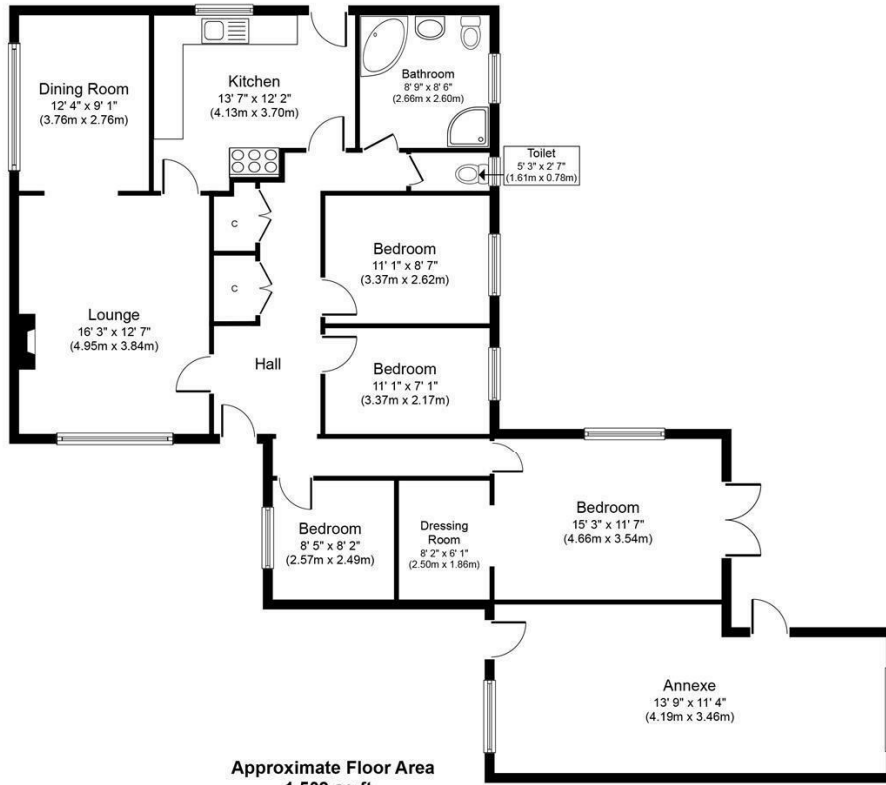 Dining Room
12' 4" x 9' 1"
(3.76m x 2.76m)
Kitchen
13' 7" x 12' 2"
(4.13m x 3.70m)
Bathroom
8' 9" x 8' 6"
(2.66m x 2.60m)
Toilet
5' 3" x 2' 7"
(1.61m x 0.78m)
C
C
Bedroom
11' 1" x 8' 7"
(3.37m x 2.62m)
Lounge
16' 3" x 12' 7"
(4.95m x 3.84m)
Hall
Bedroom
11' 1" x 7' 1"
(3.37m x 2.17m)
Bedroom
8' 5" x 8' 2"
(2.57m x 2.49m)
Dressing
Room
8' 2" x 6' 1"
(2.50m x 1.86m)
Bedroom
15' 3" x 11' 7"
(4.66m x 3.54m)
Annexe
13' 9" x 11' 4"
(4.19m x 3.46m)
Approximate Floor Area